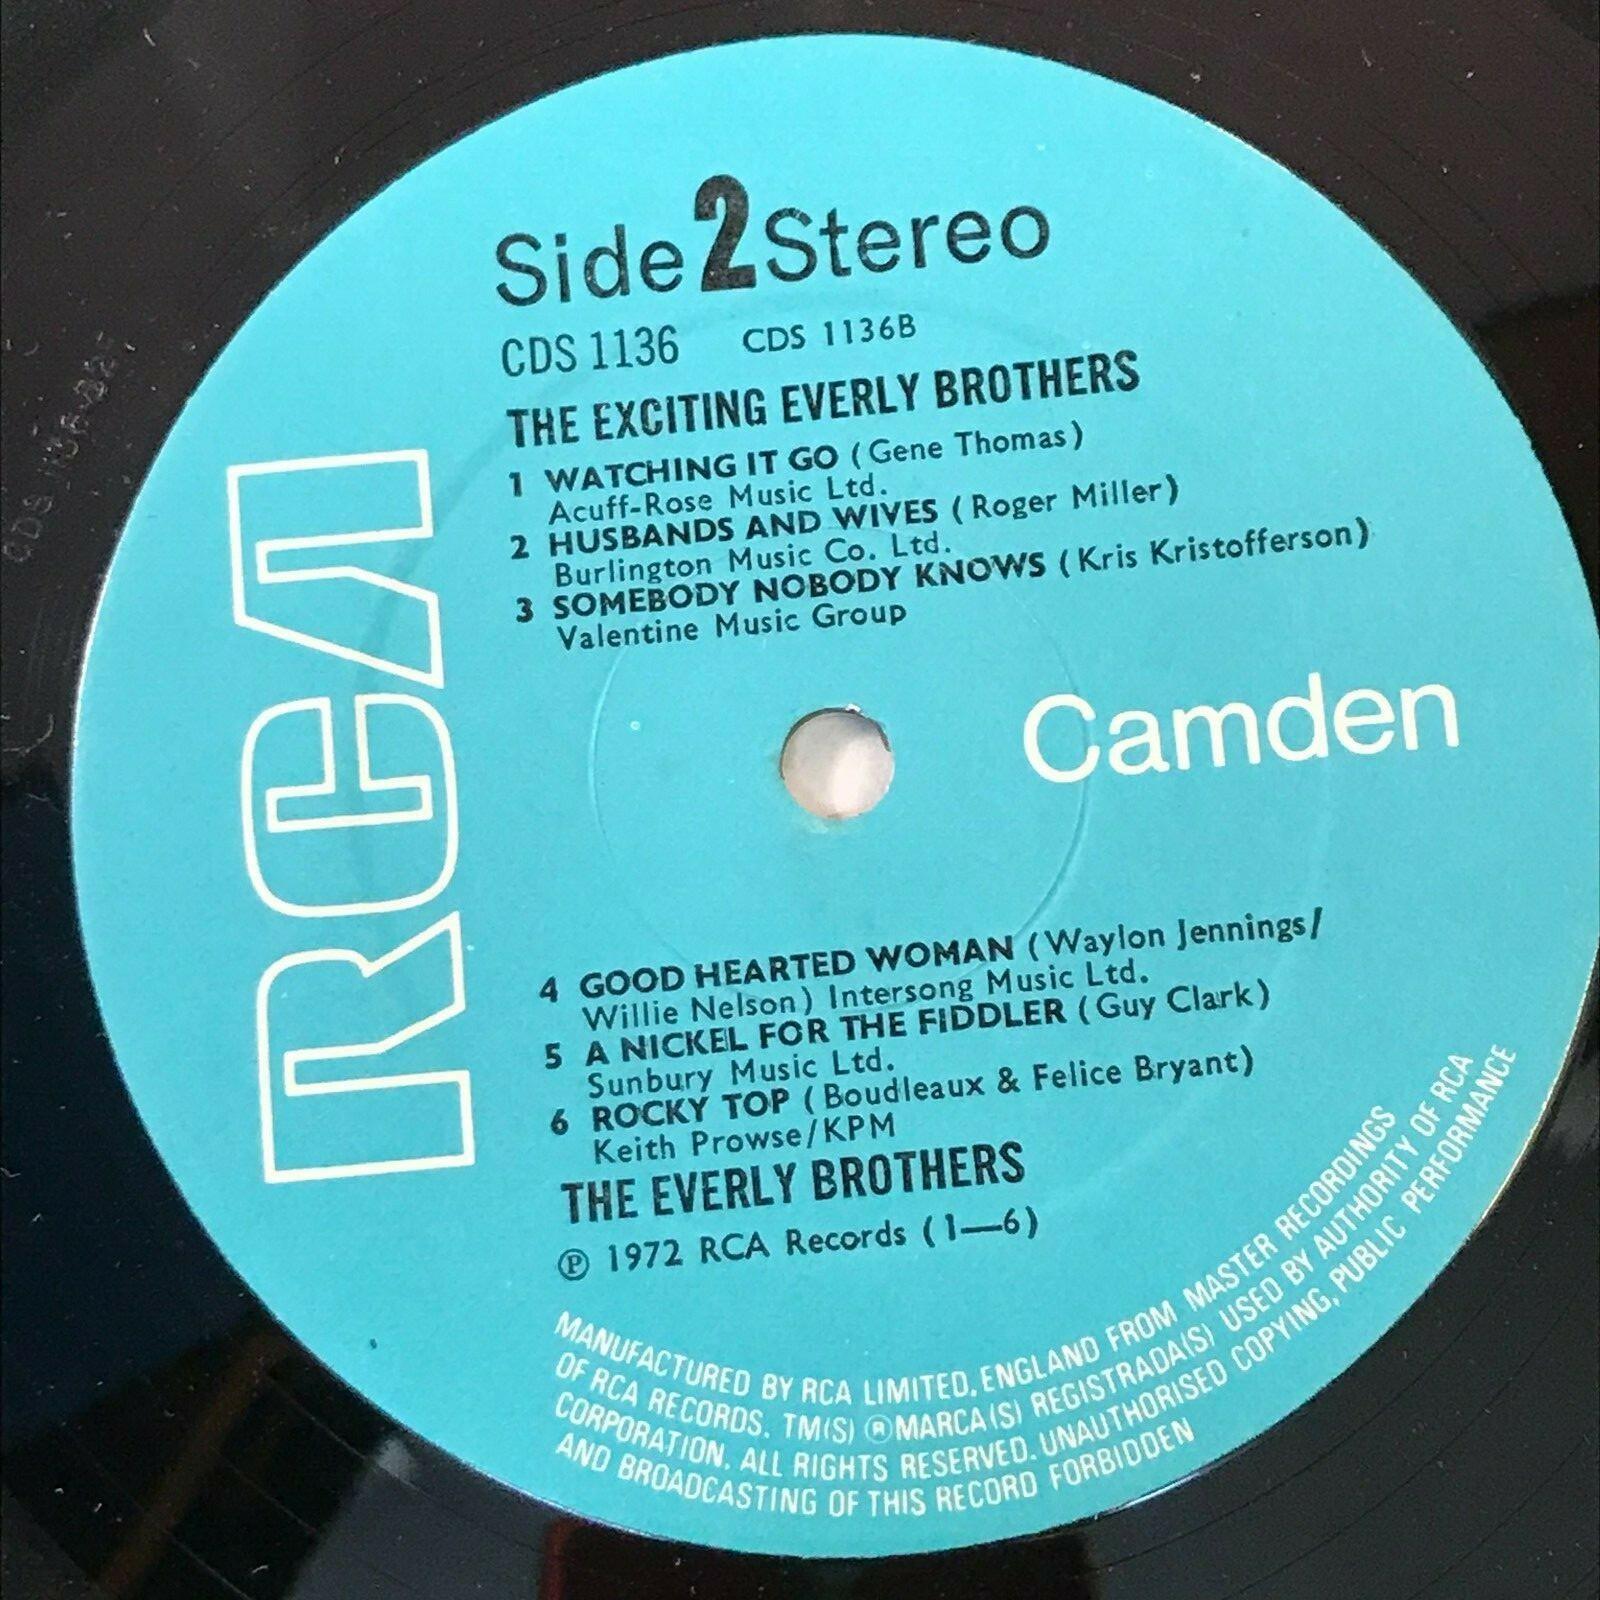 Side 2 Stereo
CDS 1136 CDS 1136B
THE EXCITING EVERLY BROTHERS
1 WATCHING IT GO (Gene Thomas)
Acuff-Rose Music Ltd.
2 HUSBANDS AND WIVES (Roger Miller)
Burlington Music Co. Ltd.
3 SOMEBODY NOBODY KNOWS (Kris Kristofferson)
Valentine Music Group
RCA
Camden
4 GOOD HEARTED WOMAN (Waylon Jennings/
Willie Nelson) Intersong Music Ltd.
5 A NICKEL FOR THE FIDDLER (Guy Clark)
Sunbury Music Ltd.
6 ROCKY TOP (Boudleaux & Felice Bryant)
Keith Prowse/KPM
THE EVERLY BROTHERS
℗ 1972 RCA Records (1—6)
MANUFACTURED BY RCA LIMITED, ENGLAND FROM MASTER RECORDINGS
OF RCA RECORDS. TM(S) ® MARCA(S) REGISTRADA(S) USED BY AUTHORITY OF RCA
CORPORATION. ALL RIGHTS RESERVED. UNAUTHORISED COPYING, PUBLIC PERFORMANCE
AND BROADCASTING OF THIS RECORD FORBIDDEN